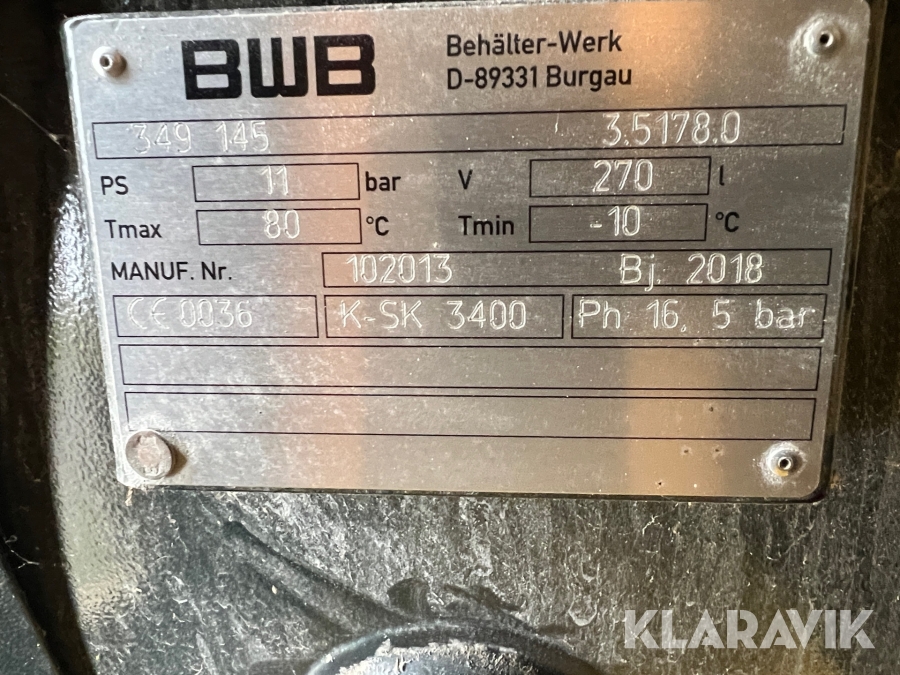 BWB Behälter-Werk
D-89331 Burgau
349 145 3.5178.0
PS 11 bar V 270 l
Tmax 80 °C Tmin -10 °C
MANUF. Nr. 102013 Bj. 2018
CE 0036 K-SK 3400 Ph 16, 5 bar
KLARAVIK